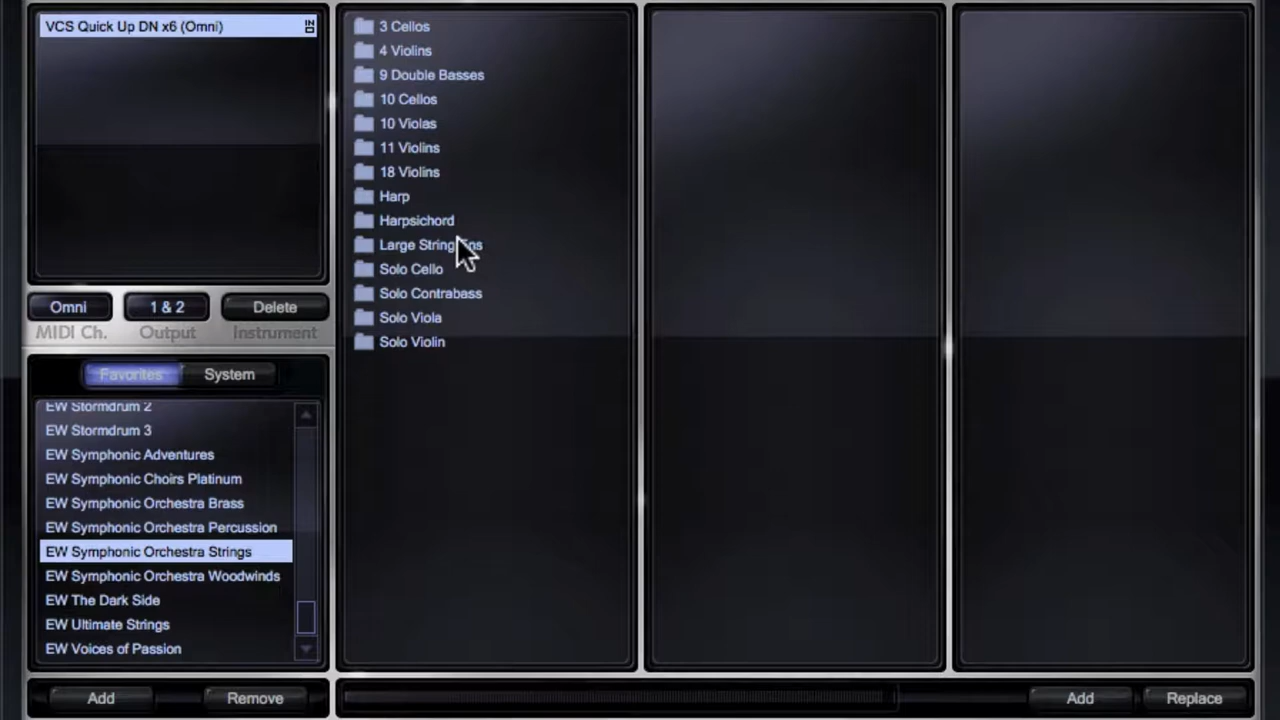 VCS Quick Up DN x6 (Omni)
Omni
1 & 2
Delete
MIDI Ch.
Output
Instrument
Favorites
System
EW Stormdrum 2
EW Stormdrum 3
EW Symphonic Adventures
EW Symphonic Choirs Platinum
EW Symphonic Orchestra Brass
EW Symphonic Orchestra Percussion
EW Symphonic Orchestra Strings
EW Symphonic Orchestra Woodwinds
EW The Dark Side
EW Ultimate Strings
EW Voices of Passion
Add
Remove
3 Cellos
4 Violins
9 Double Basses
10 Cellos
10 Violas
11 Violins
18 Violins
Harp
Harpsichord
Large String
Solo Cello
Solo Contrabass
Solo Viola
Solo Violin
Add
Replace